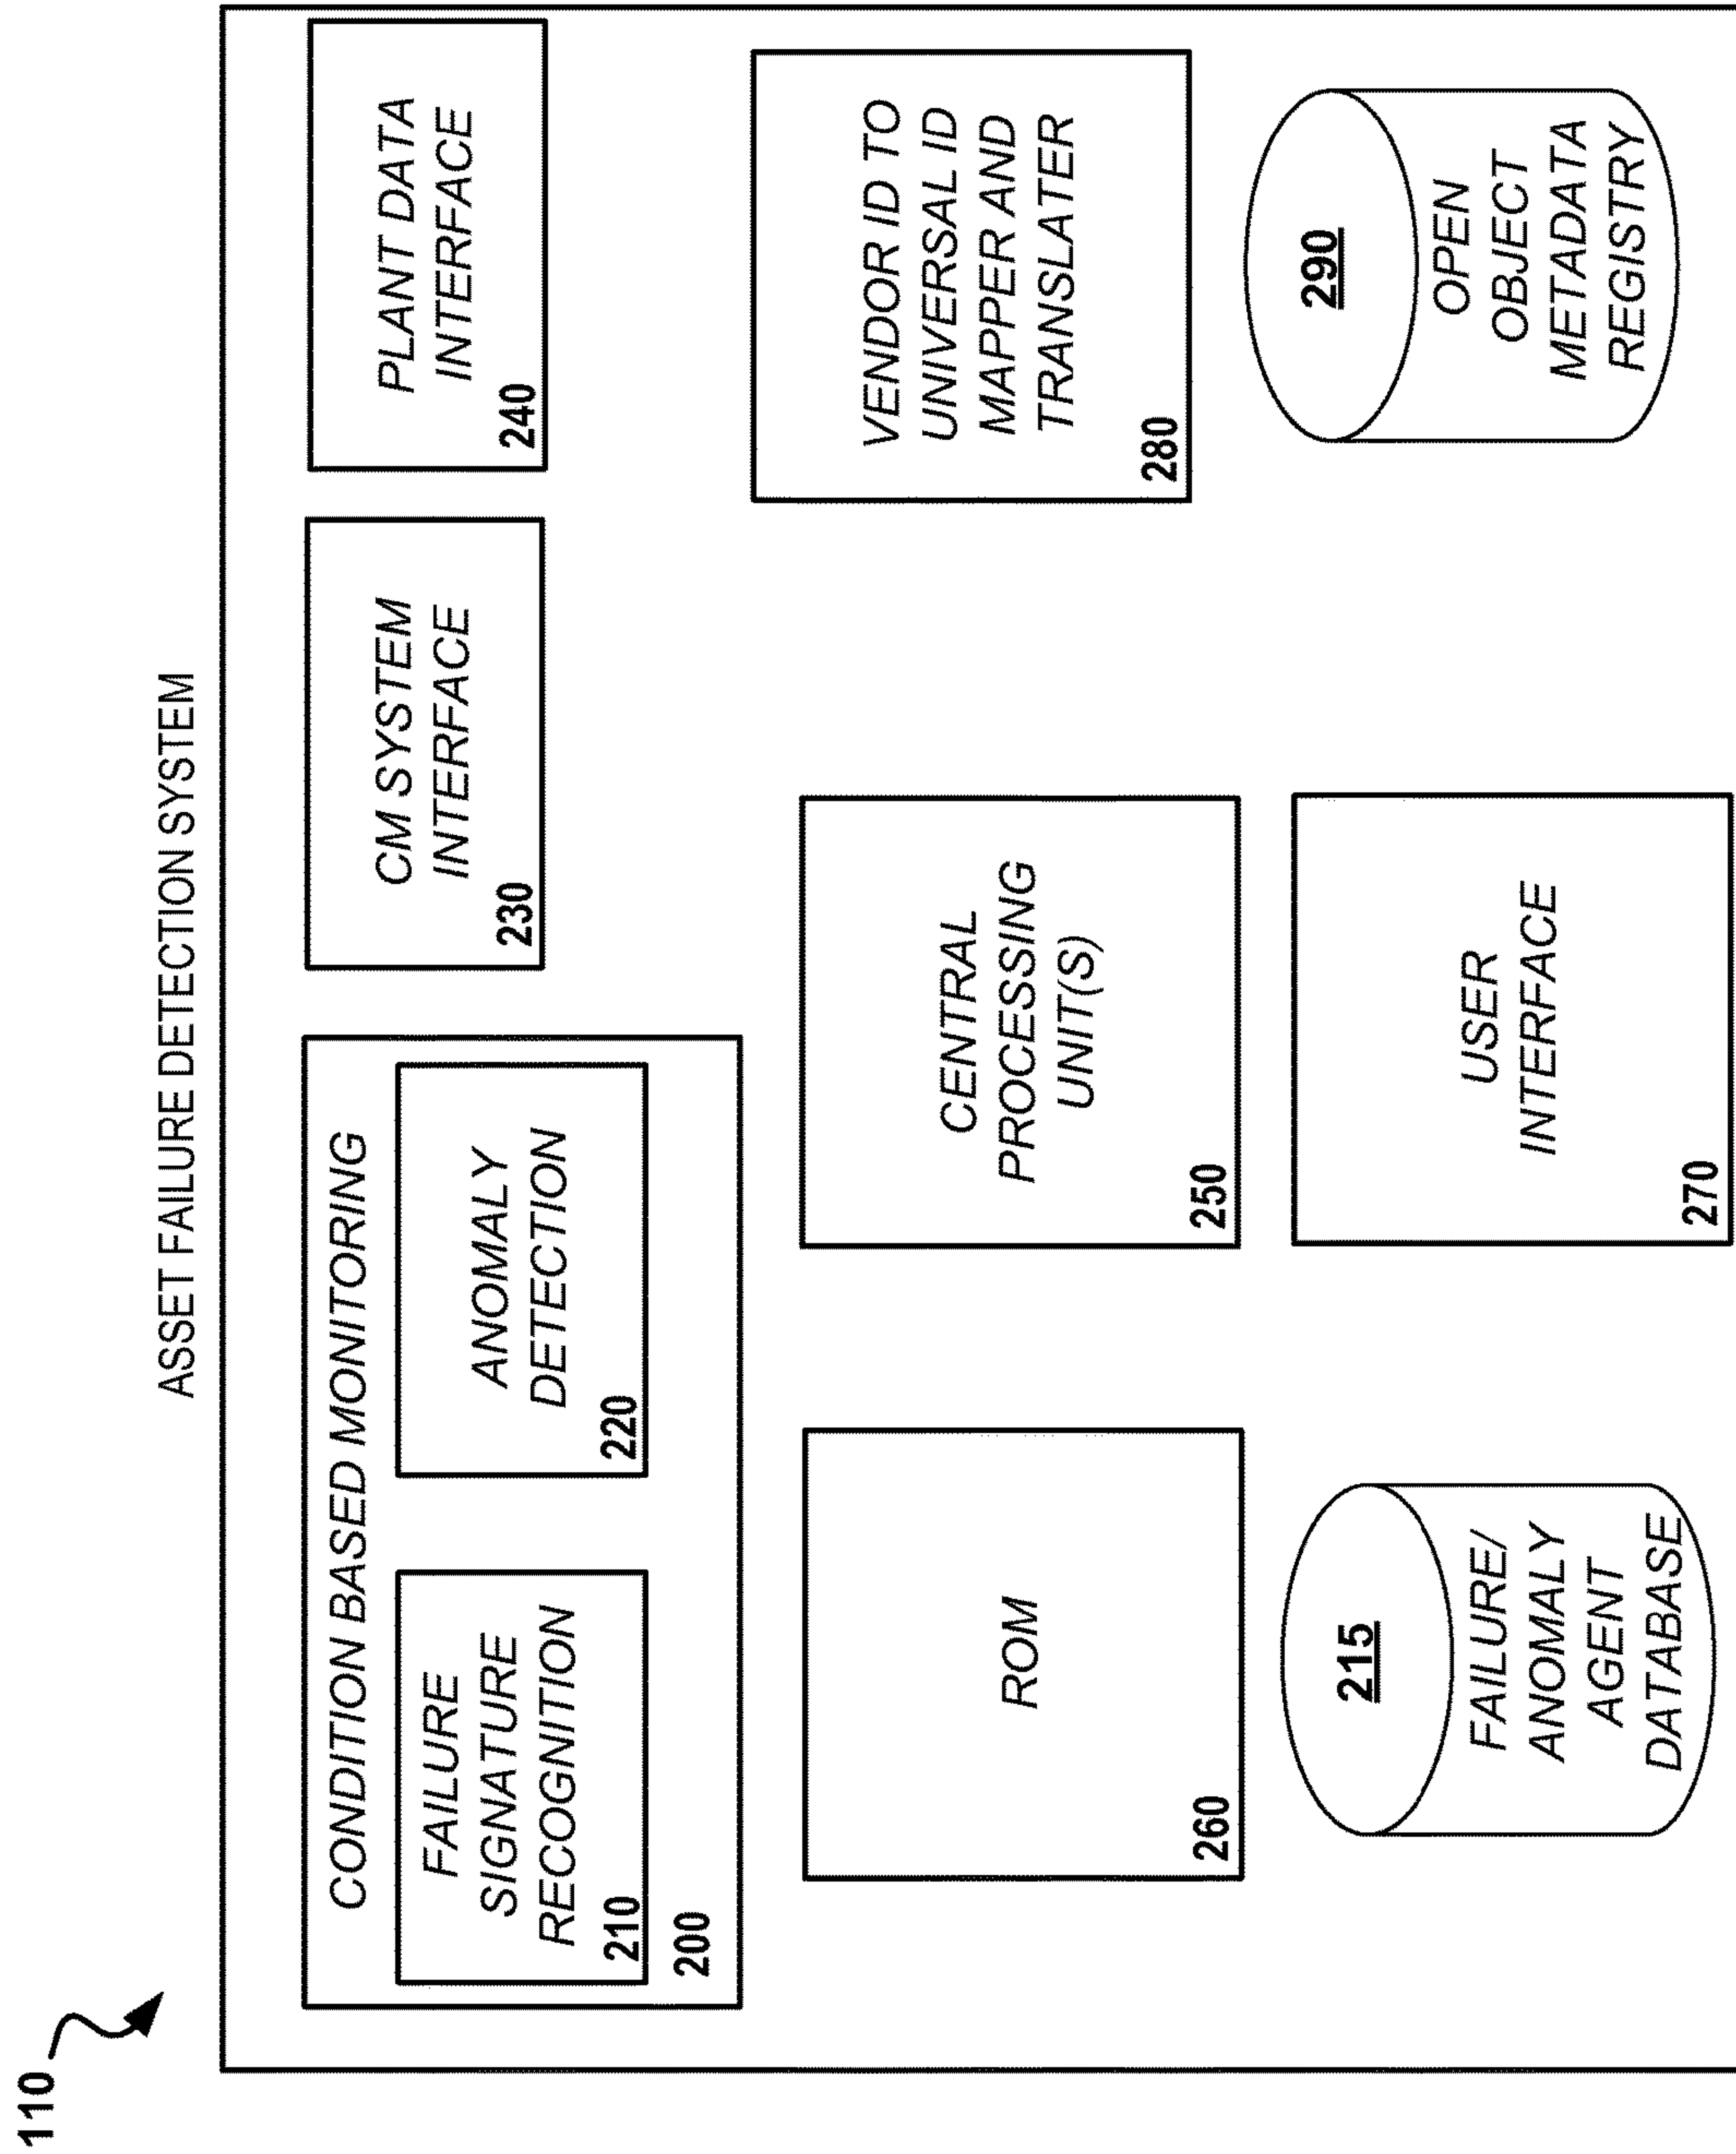 110
ASSET FAILURE DETECTION SYSTEM
CONDITION BASED MONITORING
FAILURE
SIGNATURE
RECOGNITION
210
ANOMALY
DETECTION
220
200
CM SYSTEM
INTERFACE
230
PLANT DATA
INTERFACE
240
ROM
260
CENTRAL
PROCESSING
UNIT(S)
250
VENDOR ID TO
UNIVERSAL ID
MAPPER AND
TRANSLATER
280
215
FAILURE/
ANOMALY
AGENT
DATABASE
USER
INTERFACE
270
290
OPEN
OBJECT
METADATA
REGISTRY